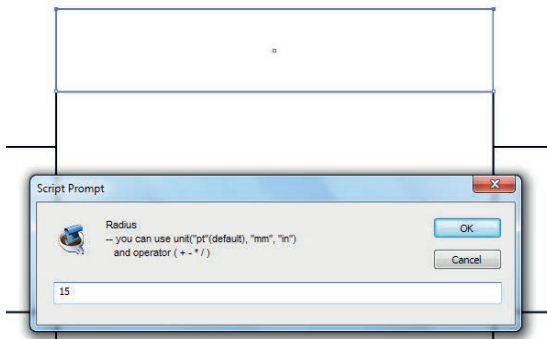 Script Prompt
Radius
-- you can use unit("pt"(default), "mm", "in")
and operator ( + - * / )
OK
Cancel
15